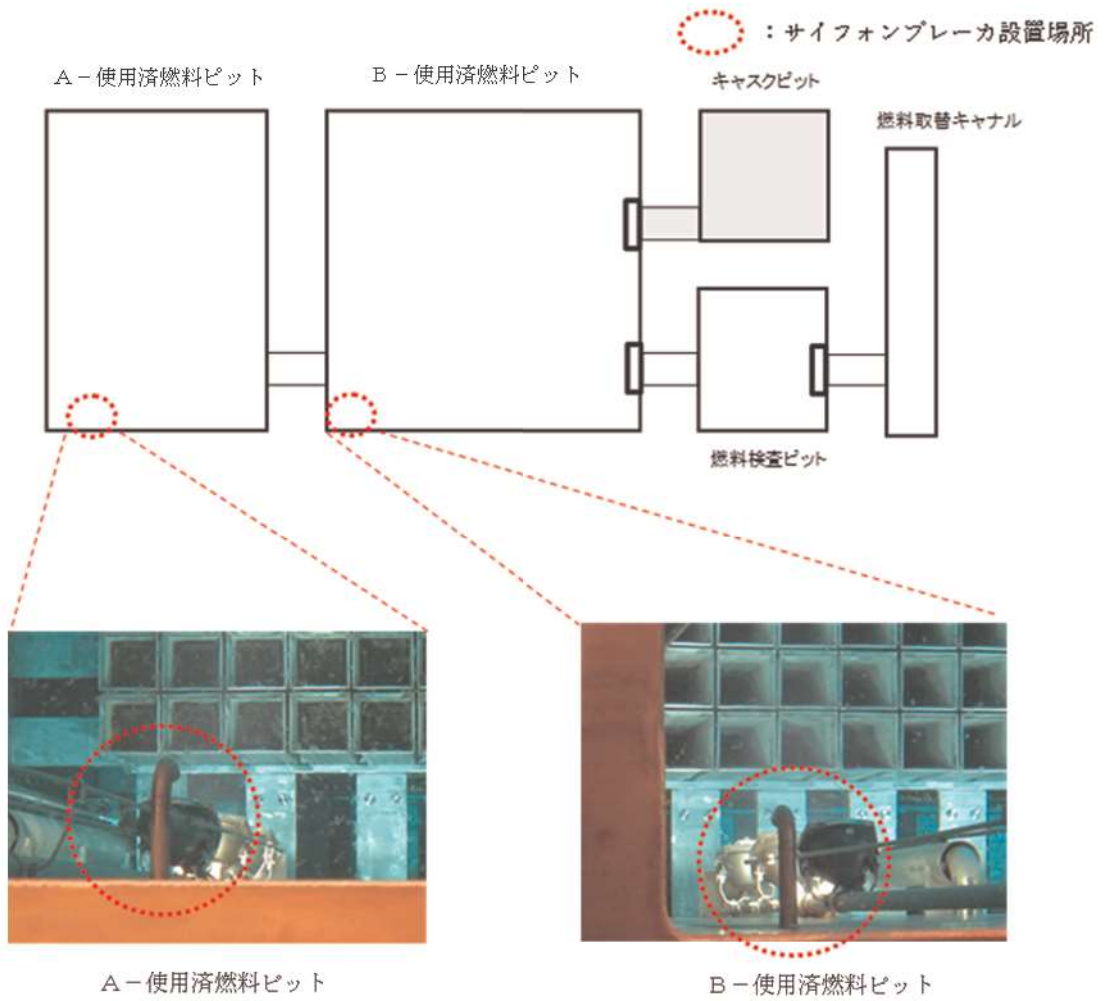 ：サイフォンブレーカ設置場所
A－使用済燃料ピット
B－使用済燃料ピット
キャスクピット
燃料取替キャナル
燃料検査ピット
A－使用済燃料ピット
B－使用済燃料ピット